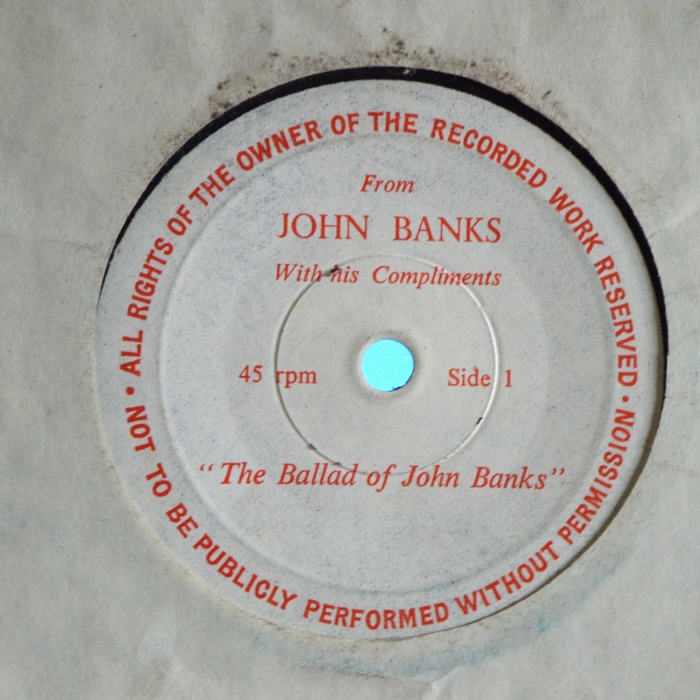 ALL RIGHTS OF THE OWNER OF THE RECORDED WORK RESERVED • NOT TO BE PUBLICLY PERFORMED WITHOUT PERMISSION •
From
JOHN BANKS
With his Compliments
45 rpm Side 1
“The Ballad of John Banks”